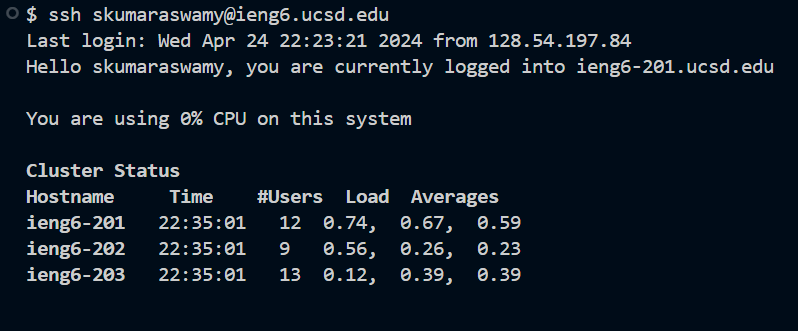 $ ssh skumaraswamy@ieng6.ucsd.edu
Last login: Wed Apr 24 22:23:21 2024 from 128.54.197.84
Hello skumaraswamy, you are currently logged into ieng6-201.ucsd.edu
You are using 0% CPU on this system
Cluster Status
Hostname     Time    #Users  Load  Averages
ieng6-201   22:35:01   12  0.74,  0.67,  0.59
ieng6-202   22:35:01   9   0.56,  0.26,  0.23
ieng6-203   22:35:01   13  0.12,  0.39,  0.39